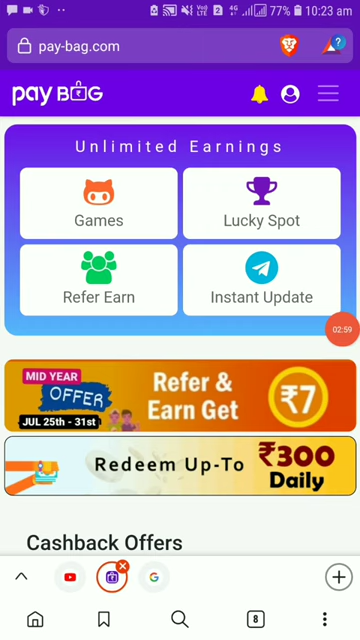 77% 10:23 am
pay-bag.com
pay BAG
Unlimited Earnings
Games
Lucky Spot
Refer Earn
Instant Update
02:59
MID YEAR
OFFER
JUL 25th - 31st
Refer &
Earn Get
₹7
Redeem Up-To
₹300
Daily
Cashback Offers
8